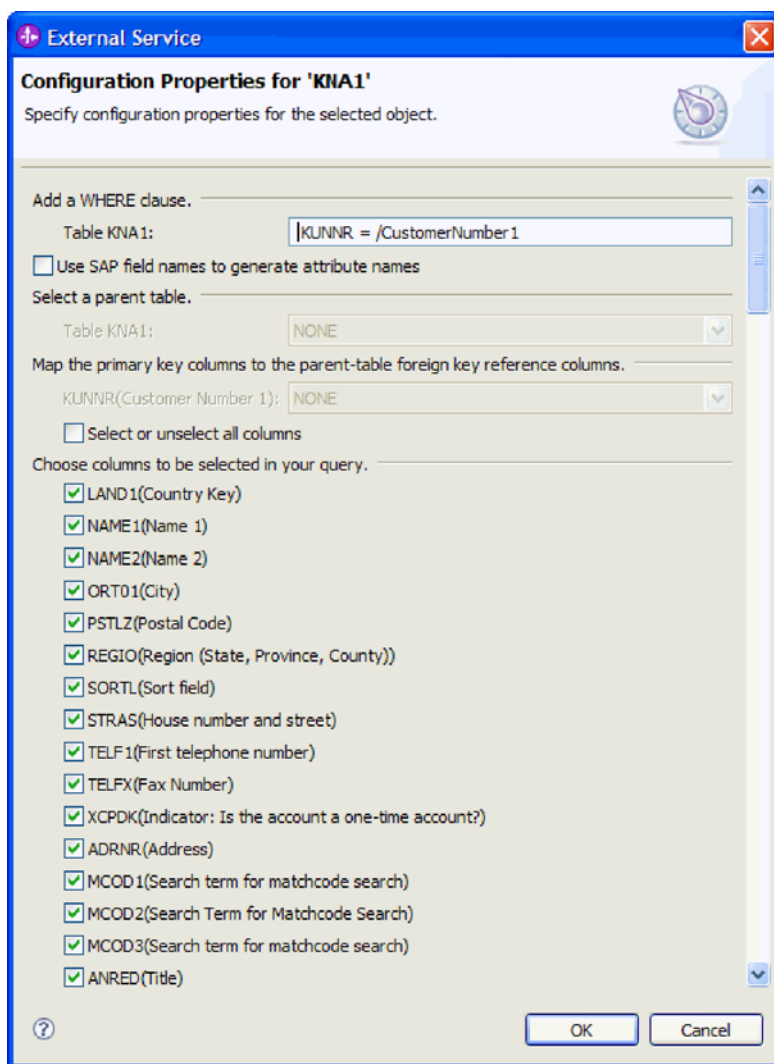 External Service
Configuration Properties for 'KNA1'
Specify configuration properties for the selected object.
Add a WHERE clause.
Table KNA1: KUNNR = /CustomerNumber1
Use SAP field names to generate attribute names
Select a parent table.
Table KNA1: NONE
Map the primary key columns to the parent-table foreign key reference columns.
KUNNR(Customer Number 1): NONE
Select or unselect all columns
Choose columns to be selected in your query.
LAND1(Country Key)
NAME1(Name 1)
NAME2(Name 2)
ORT01(City)
PSTLZ(Postal Code)
REGIO(Region (State, Province, County))
SORTL(Sort field)
STRAS(House number and street)
TELF1(First telephone number)
TELFX(Fax Number)
XCPDK(Indicator: Is the account a one-time account?)
ADRNR(Address)
MCOD1(Search term for matchcode search)
MCOD2(Search Term for Matchcode Search)
MCOD3(Search term for matchcode search)
ANRED(Title)
? OK Cancel